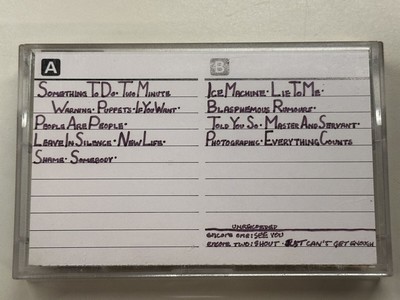 A
SOMETHING TO DO · TWO MINUTE
WARNING · PUPPETS · IF YOU WANT ·
PEOPLE ARE PEOPLE ·
LEAVE IN SILENCE · NEW LIFE ·
SHAME · SOMEBODY ·
B
ICE MACHINE · LIE TO ME ·
BLASPHEMOUS RUMOURS ·
TOLD YOU SO · MASTER AND SERVANT ·
PHOTOGRAPHIC · EVERYTHING COUNTS
UNRECORDED
ENCORE ONE: SEE YOU
ENCORE TWO: SHOUT · JUST CAN'T GET ENOUGH